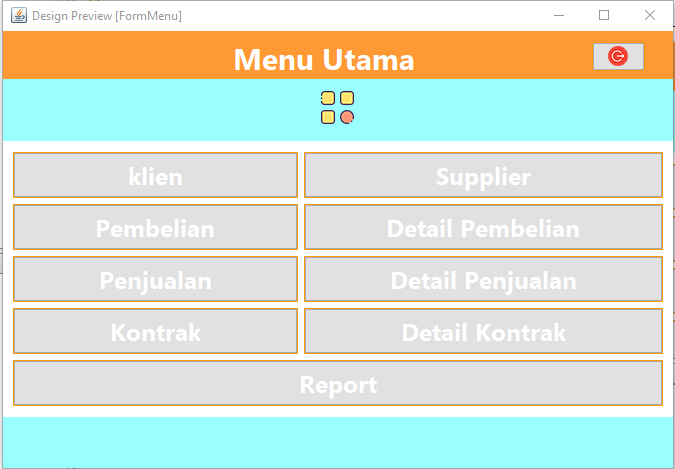 Design Preview [FormMenu]
Menu Utama
klien
Supplier
Pembelian
Detail Pembelian
Penjualan
Detail Penjualan
Kontrak
Detail Kontrak
Report